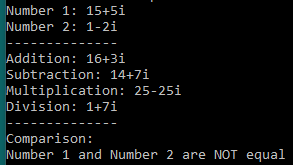 Number 1: 15+5i
Number 2: 1-2i
--------------
Addition: 16+3i
Subtraction: 14+7i
Multiplication: 25-25i
Division: 1+7i
--------------
Comparison:
Number 1 and Number 2 are NOT equal